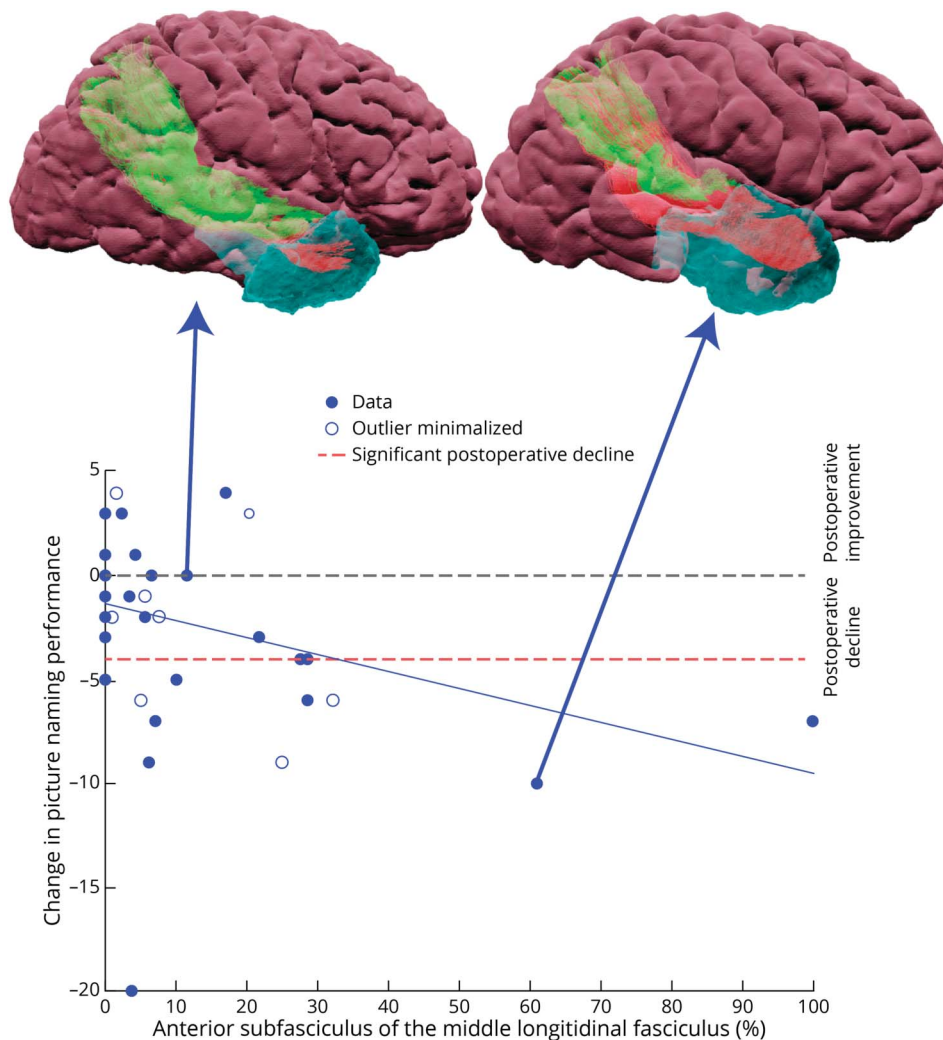 Data
Outlier minimalized
Significant postoperative decline
Postoperative
improvement
Postoperative
decline
Change in picture naming performance
5
0
–5
–10
–15
–20
0 10 20 30 40 50 60 70 80 90 100
Anterior subfasciculus of the middle longitidinal fasciculus (%)